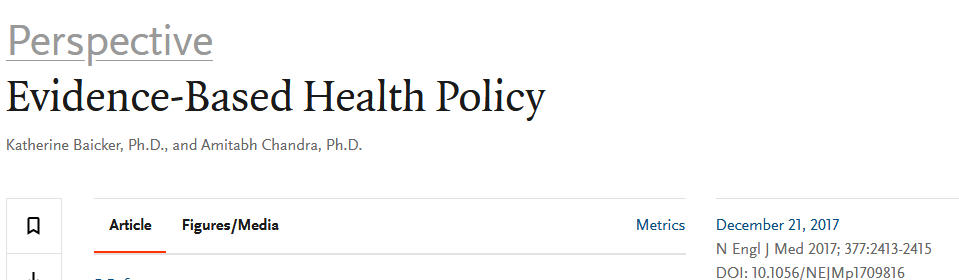 Perspective
Evidence-Based Health Policy
Katherine Baicker, Ph.D., and Amitabh Chandra, Ph.D.
Article Figures/Media Metrics
December 21, 2017
N Engl J Med 2017; 377:2413-2415
DOI: 10.1056/NEJMp1709816